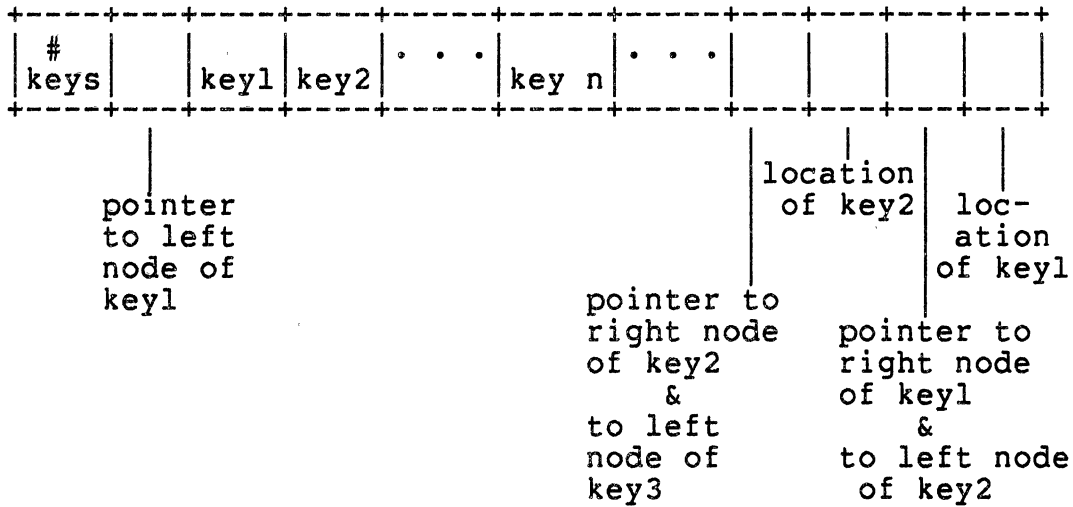 #
keys
key1 key2 . . . key n . . .
pointer
to left
node of
key1
pointer to
right node
of key2
&
to left
node of
key3
location
of key2
pointer to
right node
of key1
&
to left node
of key2
loc-
ation
of key1